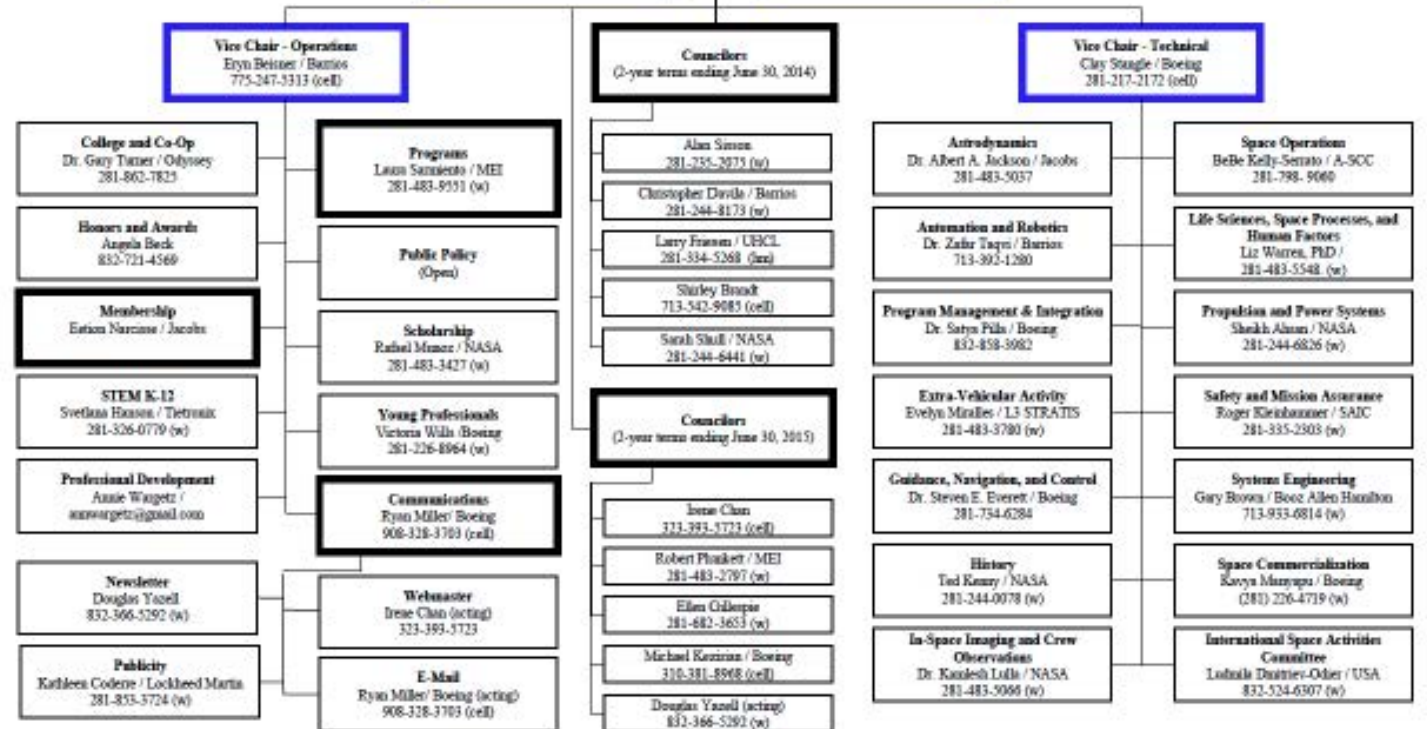 Vice Chair - Operations
Eryn Beisner / Barrios
775-247-5313 (cell)
College and Co-Op
Dr. Gary Turner / Odyssey
281-862-7825
Honors and Awards
Angela Beck
832-721-4569
Membership
Eation Narcisse / Jacobs
STEM K-12
Svetlana Hanson / Tietronix
281-326-0779 (w)
Professional Development
Annie Wargetz /
annwargetz@gmail.com
Newsletter
Douglas Yazell
832-366-5292 (w)
Publicity
Kathleen Coderre / Lockheed Martin
281-853-3724 (w)
Programs
Laura Sarmiento / MEI
281-483-9551 (w)
Public Policy
(Open)
Scholarship
Rafael Munoz / NASA
281-483-3427 (w)
Young Professionals
Victoria Wills /Boeing
281-226-8964 (w)
Communications
Ryan Miller/ Boeing
908-328-3703 (cell)
Webmaster
Irene Chan (acting)
323-393-5723
E-Mail
Ryan Miller/ Boeing (acting)
908-328-3703 (cell)
Councilors
(2-year terms ending June 30, 2014)
Alan Simon
281-235-2075 (w)
Christopher Davila / Barrios
281-244-8173 (w)
Larry Friesen / UHCL
281-334-5268 (hm)
Shirley Brandt
713-542-9085 (cell)
Sarah Shull / NASA
281-244-6441 (w)
Councilors
(2-year terms ending June 30, 2015)
Irene Chan
323-393-5723 (cell)
Robert Plunkett / MEI
281-483-2797 (w)
Ellen Gillespie
281-682-3653 (w)
Michael Kezirian / Boeing
310-381-8968 (cell)
Douglas Yazell (acting)
832-366-5292 (w)
Vice Chair - Technical
Clay Stangle / Boeing
281-217-2172 (cell)
Astrodynamics
Dr. Albert A. Jackson / Jacobs
281-483-5037
Automation and Robotics
Dr. Zafar Taqvi / Barrios
713-392-1280
Program Management & Integration
Dr. Satya Pilla / Boeing
832-858-3982
Extra-Vehicular Activity
Evelyn Miralles / L3 STRATIS
281-483-3780 (w)
Guidance, Navigation, and Control
Dr. Steven E. Everett / Boeing
281-734-6284
History
Ted Kenny / NASA
281-244-0078 (w)
In-Space Imaging and Crew
Observations
Dr. Kamlesh Lulla / NASA
281-483-5066 (w)
Space Operations
BeBe Kelly-Serrato / A-SCC
281-798- 9060
Life Sciences, Space Processes, and
Human Factors
Liz Warren, PhD /
281-483-5548. (w)
Propulsion and Power Systems
Sheikh Ahsan / NASA
281-244-6826 (w)
Safety and Mission Assurance
Roger Kleinhammer / SAIC
281-335-2303 (w)
Systems Engineering
Gary Brown / Booz Allen Hamilton
713-933-6814 (w)
Space Commercialization
Kavya Manyapu / Boeing
(281) 226-4719 (w)
International Space Activities
Committee
Ludmila Dmitriev-Odier / USA
832-524-6307 (w)